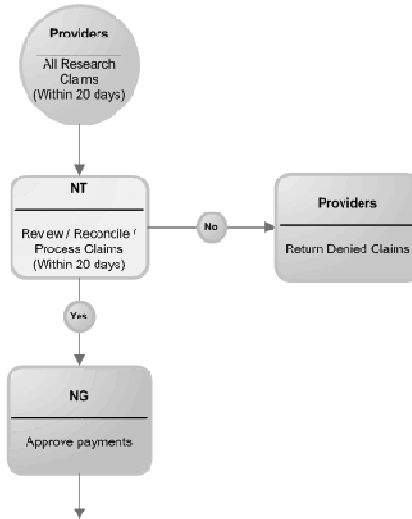 Providers
All Research
Claims
(Within 20 days)
NT
Review / Reconcile /
Process Claims
(Within 20 days)
No
Providers
Return Denied Claims
Yes
NG
Approve payments